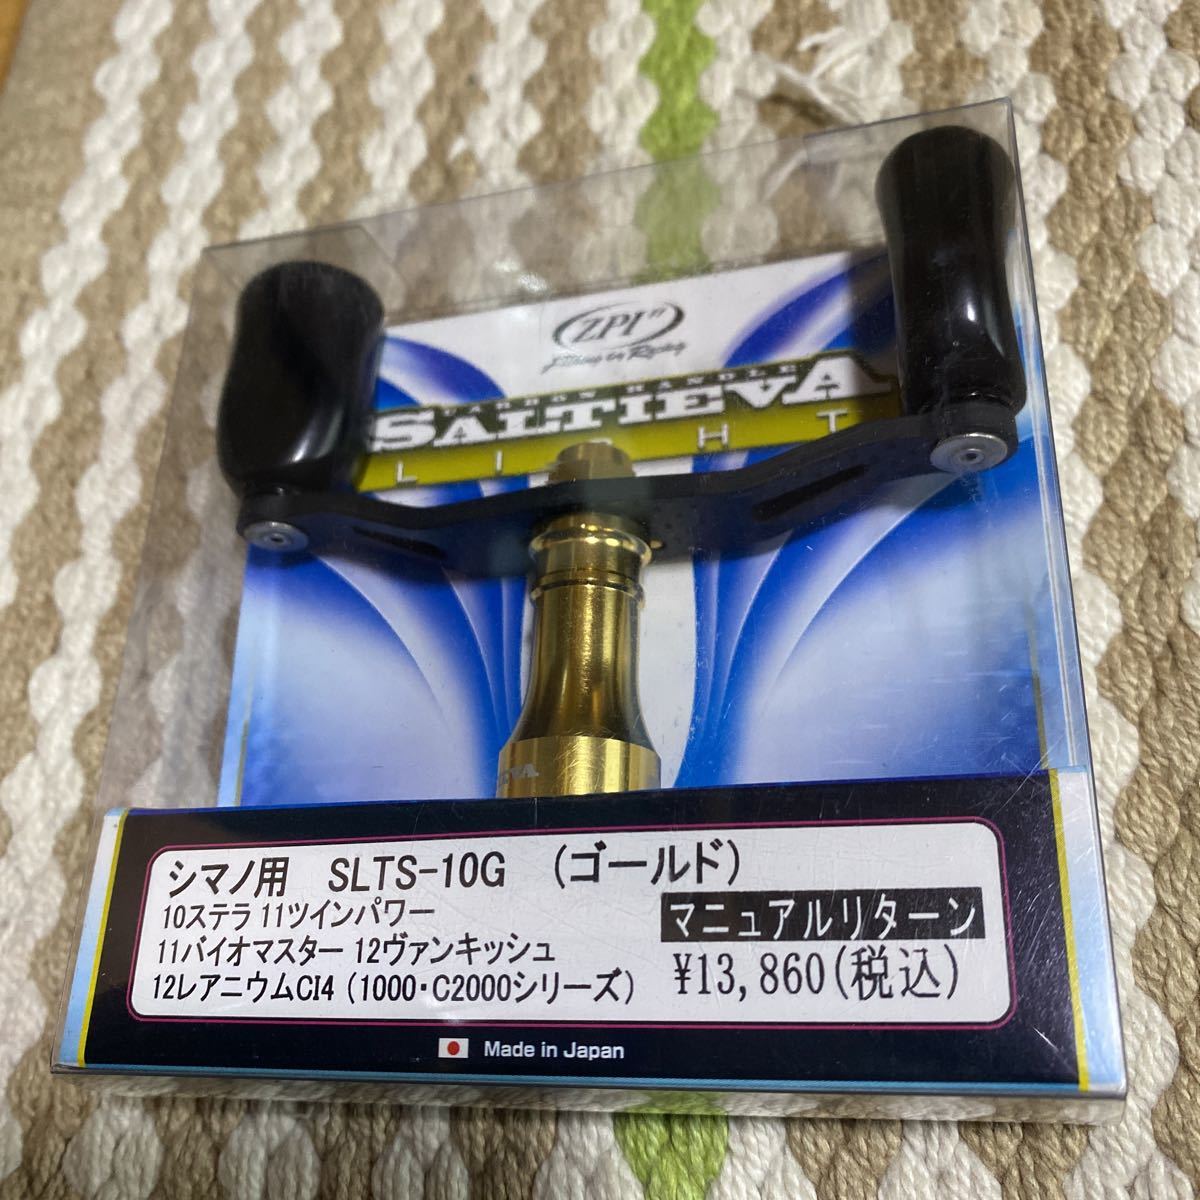 ZPI
CARBON HANDLE
SALTIEVA
LIGHT
シマノ用 SLTS-10G (ゴールド)
10ステラ 11ツインパワー
11バイオマスター 12ヴァンキッシュ
12レアニウムCI4 (1000・C2000シリーズ)
マニュアルリターン
¥13,860(税込)
Made in Japan